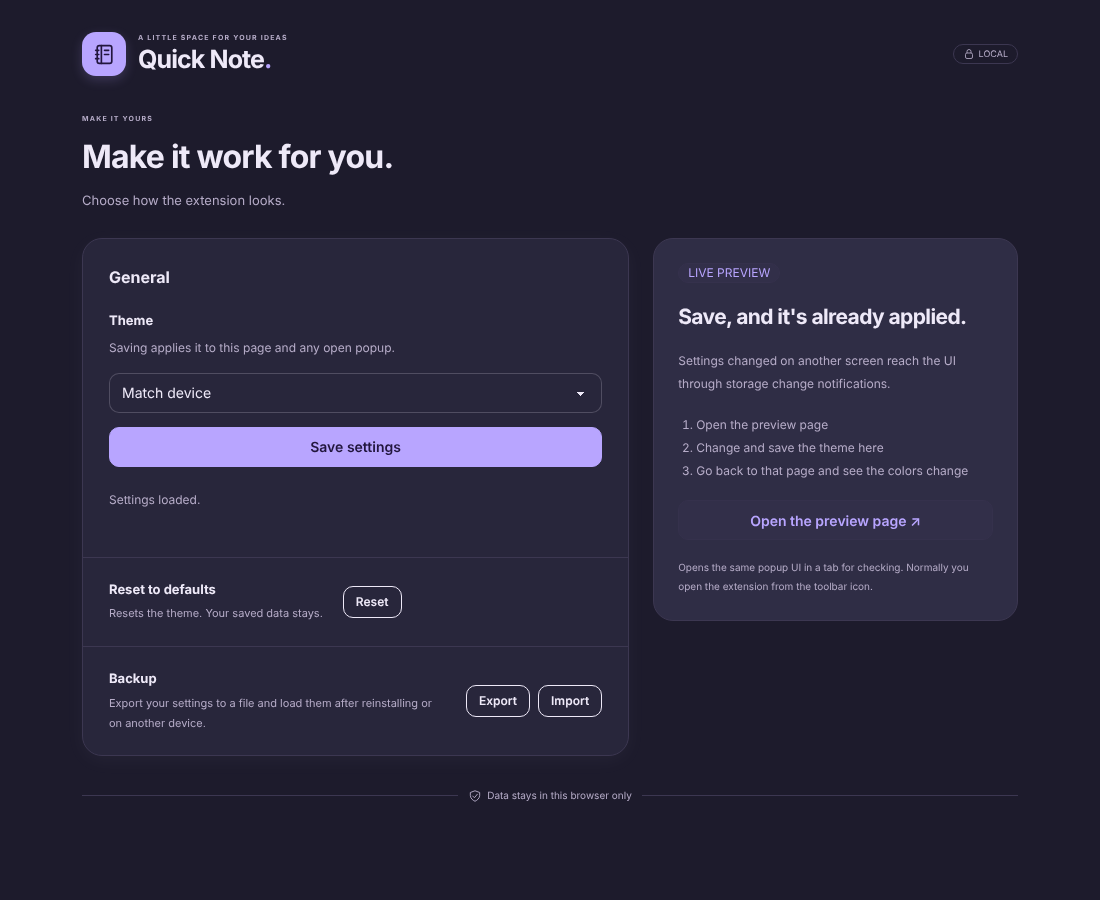 A LITTLE SPACE FOR YOUR IDEAS
Quick Note.
LOCAL
MAKE IT YOURS
Make it work for you.
Choose how the extension looks.
General
Theme
Saving applies it to this page and any open popup.
Match device
Save settings
Settings loaded.
Reset to defaults
Resets the theme. Your saved data stays.
Reset
Backup
Export your settings to a file and load them after reinstalling or
on another device.
Export
Import
LIVE PREVIEW
Save, and it's already applied.
Settings changed on another screen reach the UI
through storage change notifications.
1. Open the preview page
2. Change and save the theme here
3. Go back to that page and see the colors change
Open the preview page ↗
Opens the same popup UI in a tab for checking. Normally you
open the extension from the toolbar icon.
Data stays in this browser only